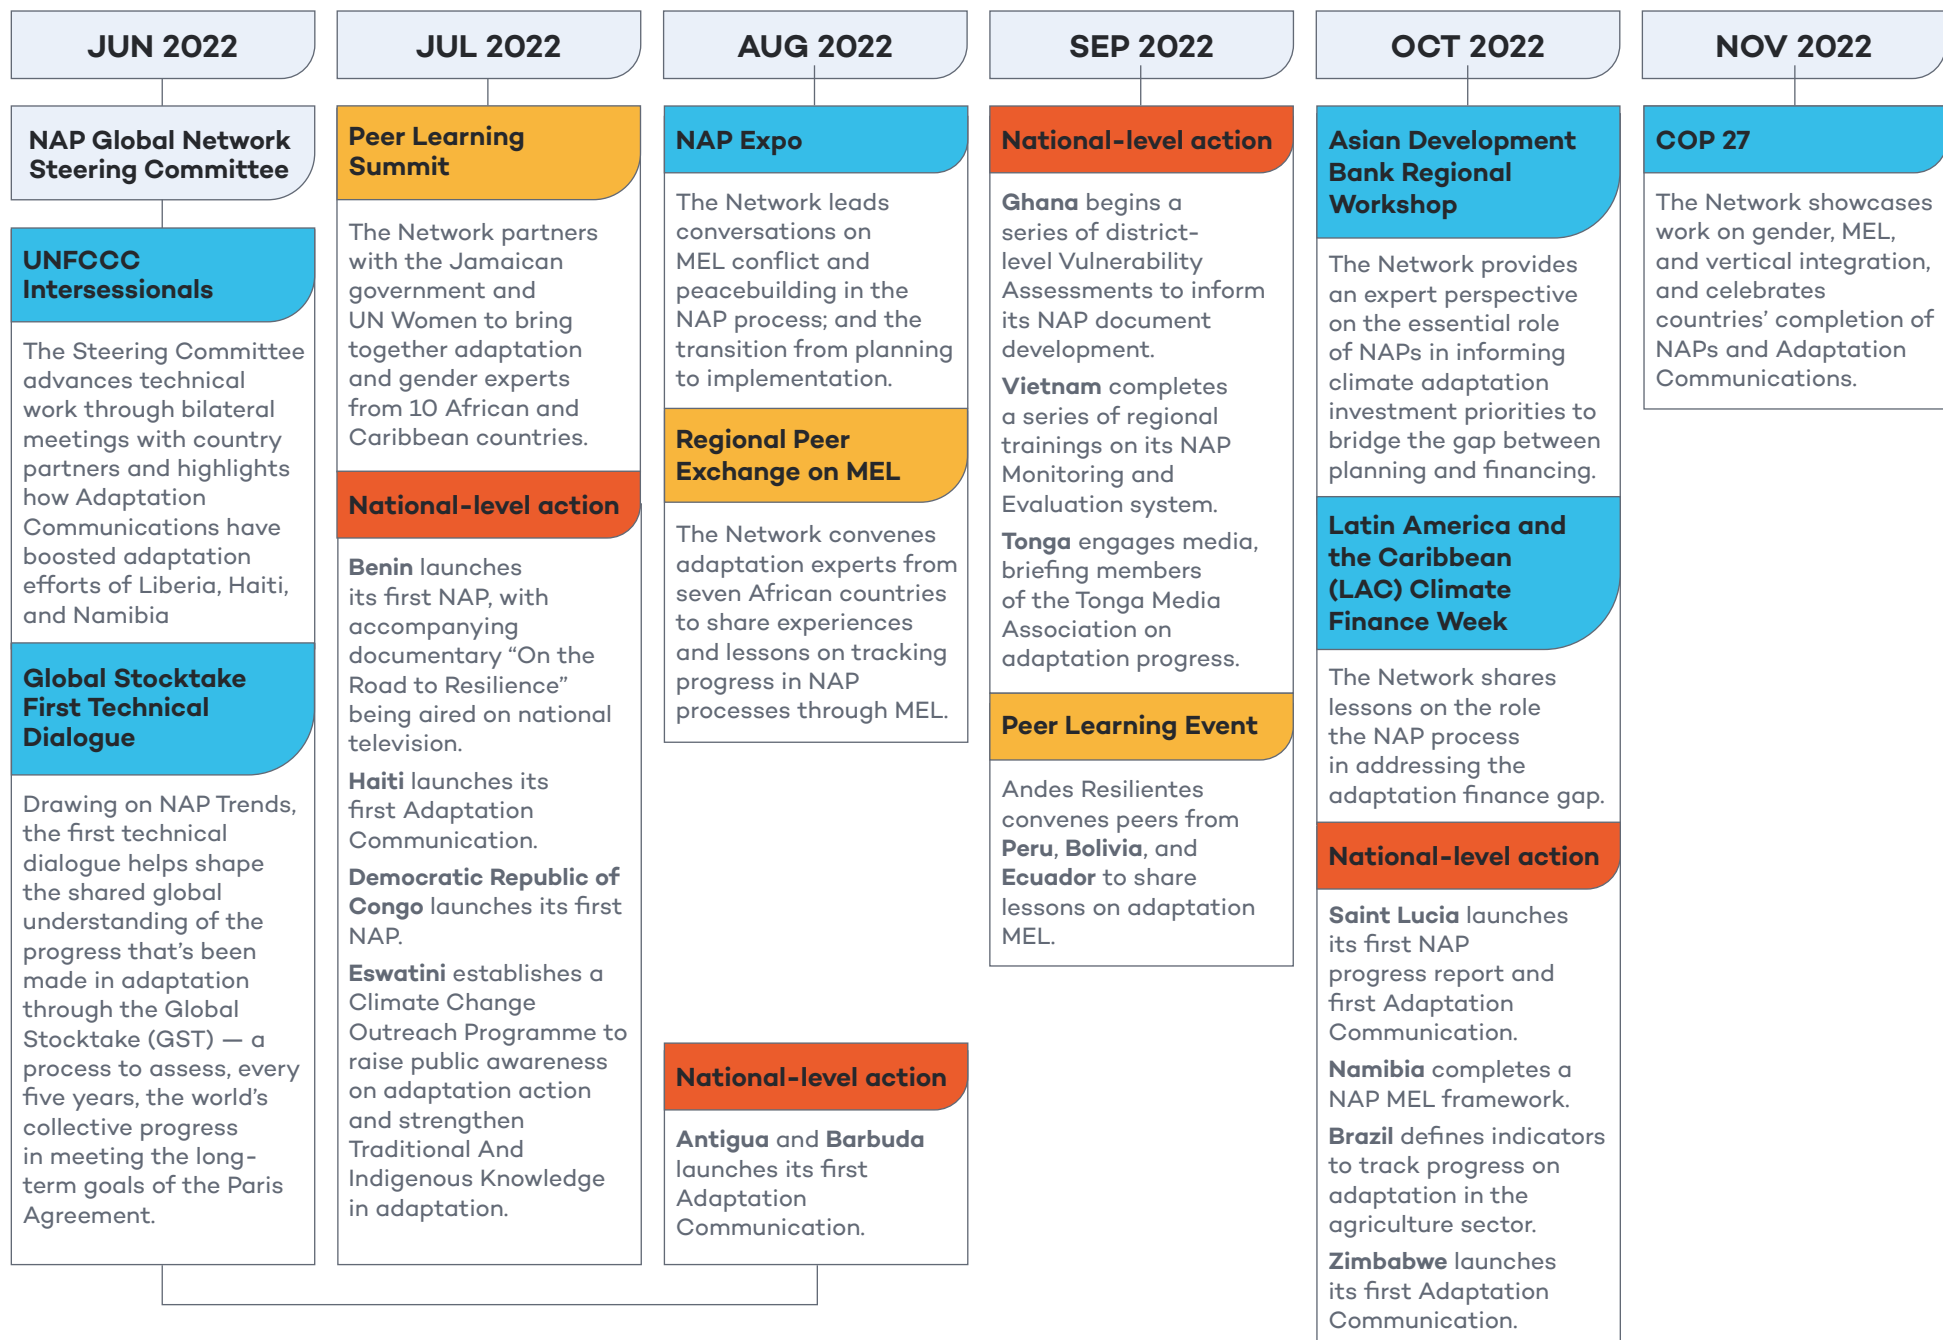 JUN 2022
NAP Global Network
Steering Committee
UNFCCC
Intersessionals
The Steering Committee
advances technical
work through bilateral
meetings with country
partners and highlights
how Adaptation
Communications have
boosted adaptation
efforts of Liberia, Haiti,
and Namibia
Global Stocktake
First Technical
Dialogue
Drawing on NAP Trends,
the first technical
dialogue helps shape
the shared global
understanding of the
progress that's been
made in adaptation
through the Global
Stocktake (GST) — a
process to assess, every
five years, the world's
collective progress
in meeting the long-
term goals of the Paris
Agreement.
JUL 2022
Peer Learning
Summit
The Network partners
with the Jamaican
government and
UN Women to bring
together adaptation
and gender experts
from 10 African and
Caribbean countries.
National-level action
Benin launches
its first NAP, with
accompanying
documentary “On the
Road to Resilience”
being aired on national
television.
Haiti launches its
first Adaptation
Communication.
Democratic Republic of
Congo launches its first
NAP.
Eswatini establishes a
Climate Change
Outreach Programme to
raise public awareness
on adaptation action
and strengthen
Traditional And
Indigenous Knowledge
in adaptation.
AUG 2022
NAP Expo
The Network leads
conversations on
MEL conflict and
peacebuilding in the
NAP process; and the
transition from planning
to implementation.
Regional Peer
Exchange on MEL
The Network convenes
adaptation experts from
seven African countries
to share experiences
and lessons on tracking
progress in NAP
processes through MEL.
National-level action
Antigua and Barbuda
launches its first
Adaptation
Communication.
SEP 2022
National-level action
Ghana begins a
series of district-
level Vulnerability
Assessments to inform
its NAP document
development.
Vietnam completes
a series of regional
trainings on its NAP
Monitoring and
Evaluation system.
Tonga engages media,
briefing members
of the Tonga Media
Association on
adaptation progress.
Peer Learning Event
Andes Resilientes
convenes peers from
Peru, Bolivia, and
Ecuador to share
lessons on adaptation
MEL.
OCT 2022
Asian Development
Bank Regional
Workshop
The Network provides
an expert perspective
on the essential role
of NAPs in informing
climate adaptation
investment priorities to
bridge the gap between
planning and financing.
Latin America and
the Caribbean
(LAC) Climate
Finance Week
The Network shares
lessons on the role
the NAP process
in addressing the
adaptation finance gap.
National-level action
Saint Lucia launches
its first NAP
progress report and
first Adaptation
Communication.
Namibia completes a
NAP MEL framework.
Brazil defines indicators
to track progress on
adaptation in the
agriculture sector.
Zimbabwe launches
its first Adaptation
Communication.
NOV 2022
COP 27
The Network showcases
work on gender, MEL,
and vertical integration,
and celebrates
countries’ completion of
NAPs and Adaptation
Communications.